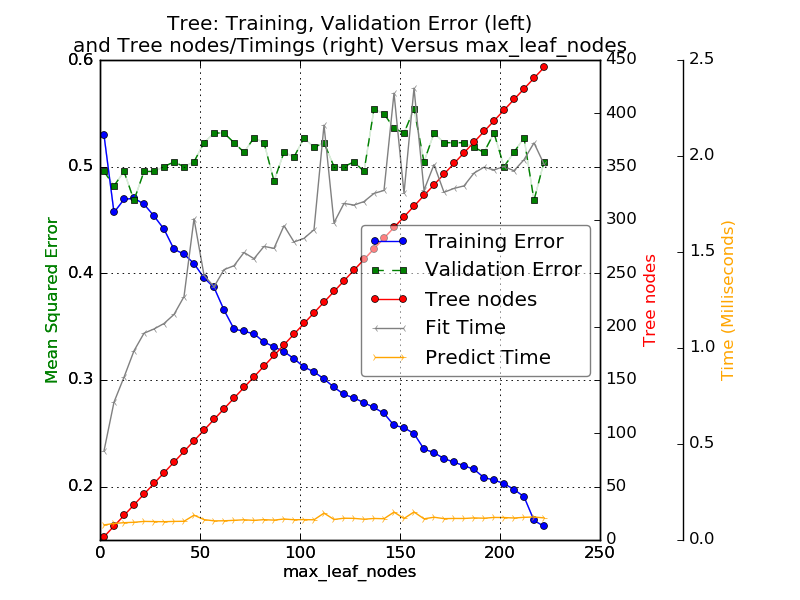 Tree: Training, Validation Error (left)
and Tree nodes/Timings (right) Versus max_leaf_nodes
0.6
0.5
0.4
0.3
0.2
Mean Squared Error
0
50
100
150
200
250
max_leaf_nodes
450
400
350
300
250
200
150
100
50
0
Tree nodes
2.5
2.0
1.5
1.0
0.5
0.0
Time (Milliseconds)
Training Error
Validation Error
Tree nodes
Fit Time
Predict Time